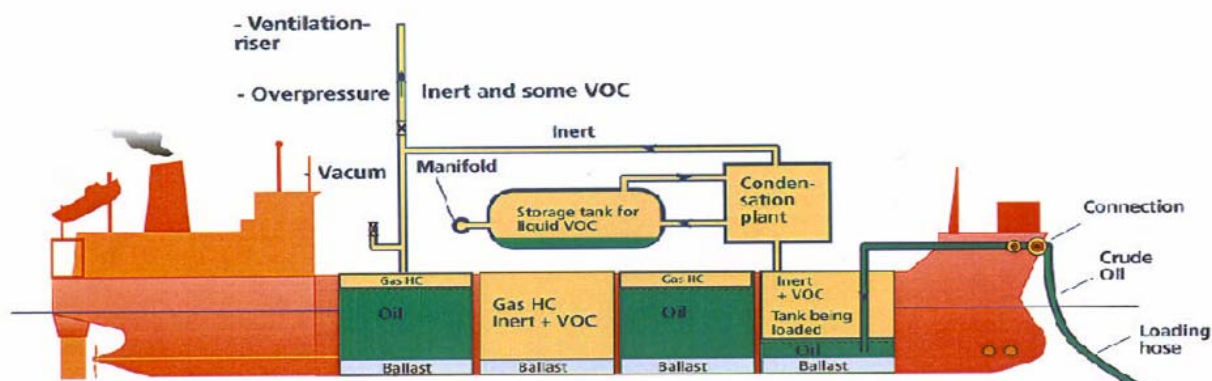 - Ventilation-
riser
- Overpressure
Inert and some VOC
Inert
Vacum
Manifold
Storage tank for
liquid VOC
Conden-
sation
plant
Connection
Crude
Oil
Loading
hose
Gas HC
Oil
Ballast
Gas HC
Inert + VOC
Ballast
Gas HC
Oil
Ballast
Inert
+ VOC
Tank being
loaded
Oil
Ballast